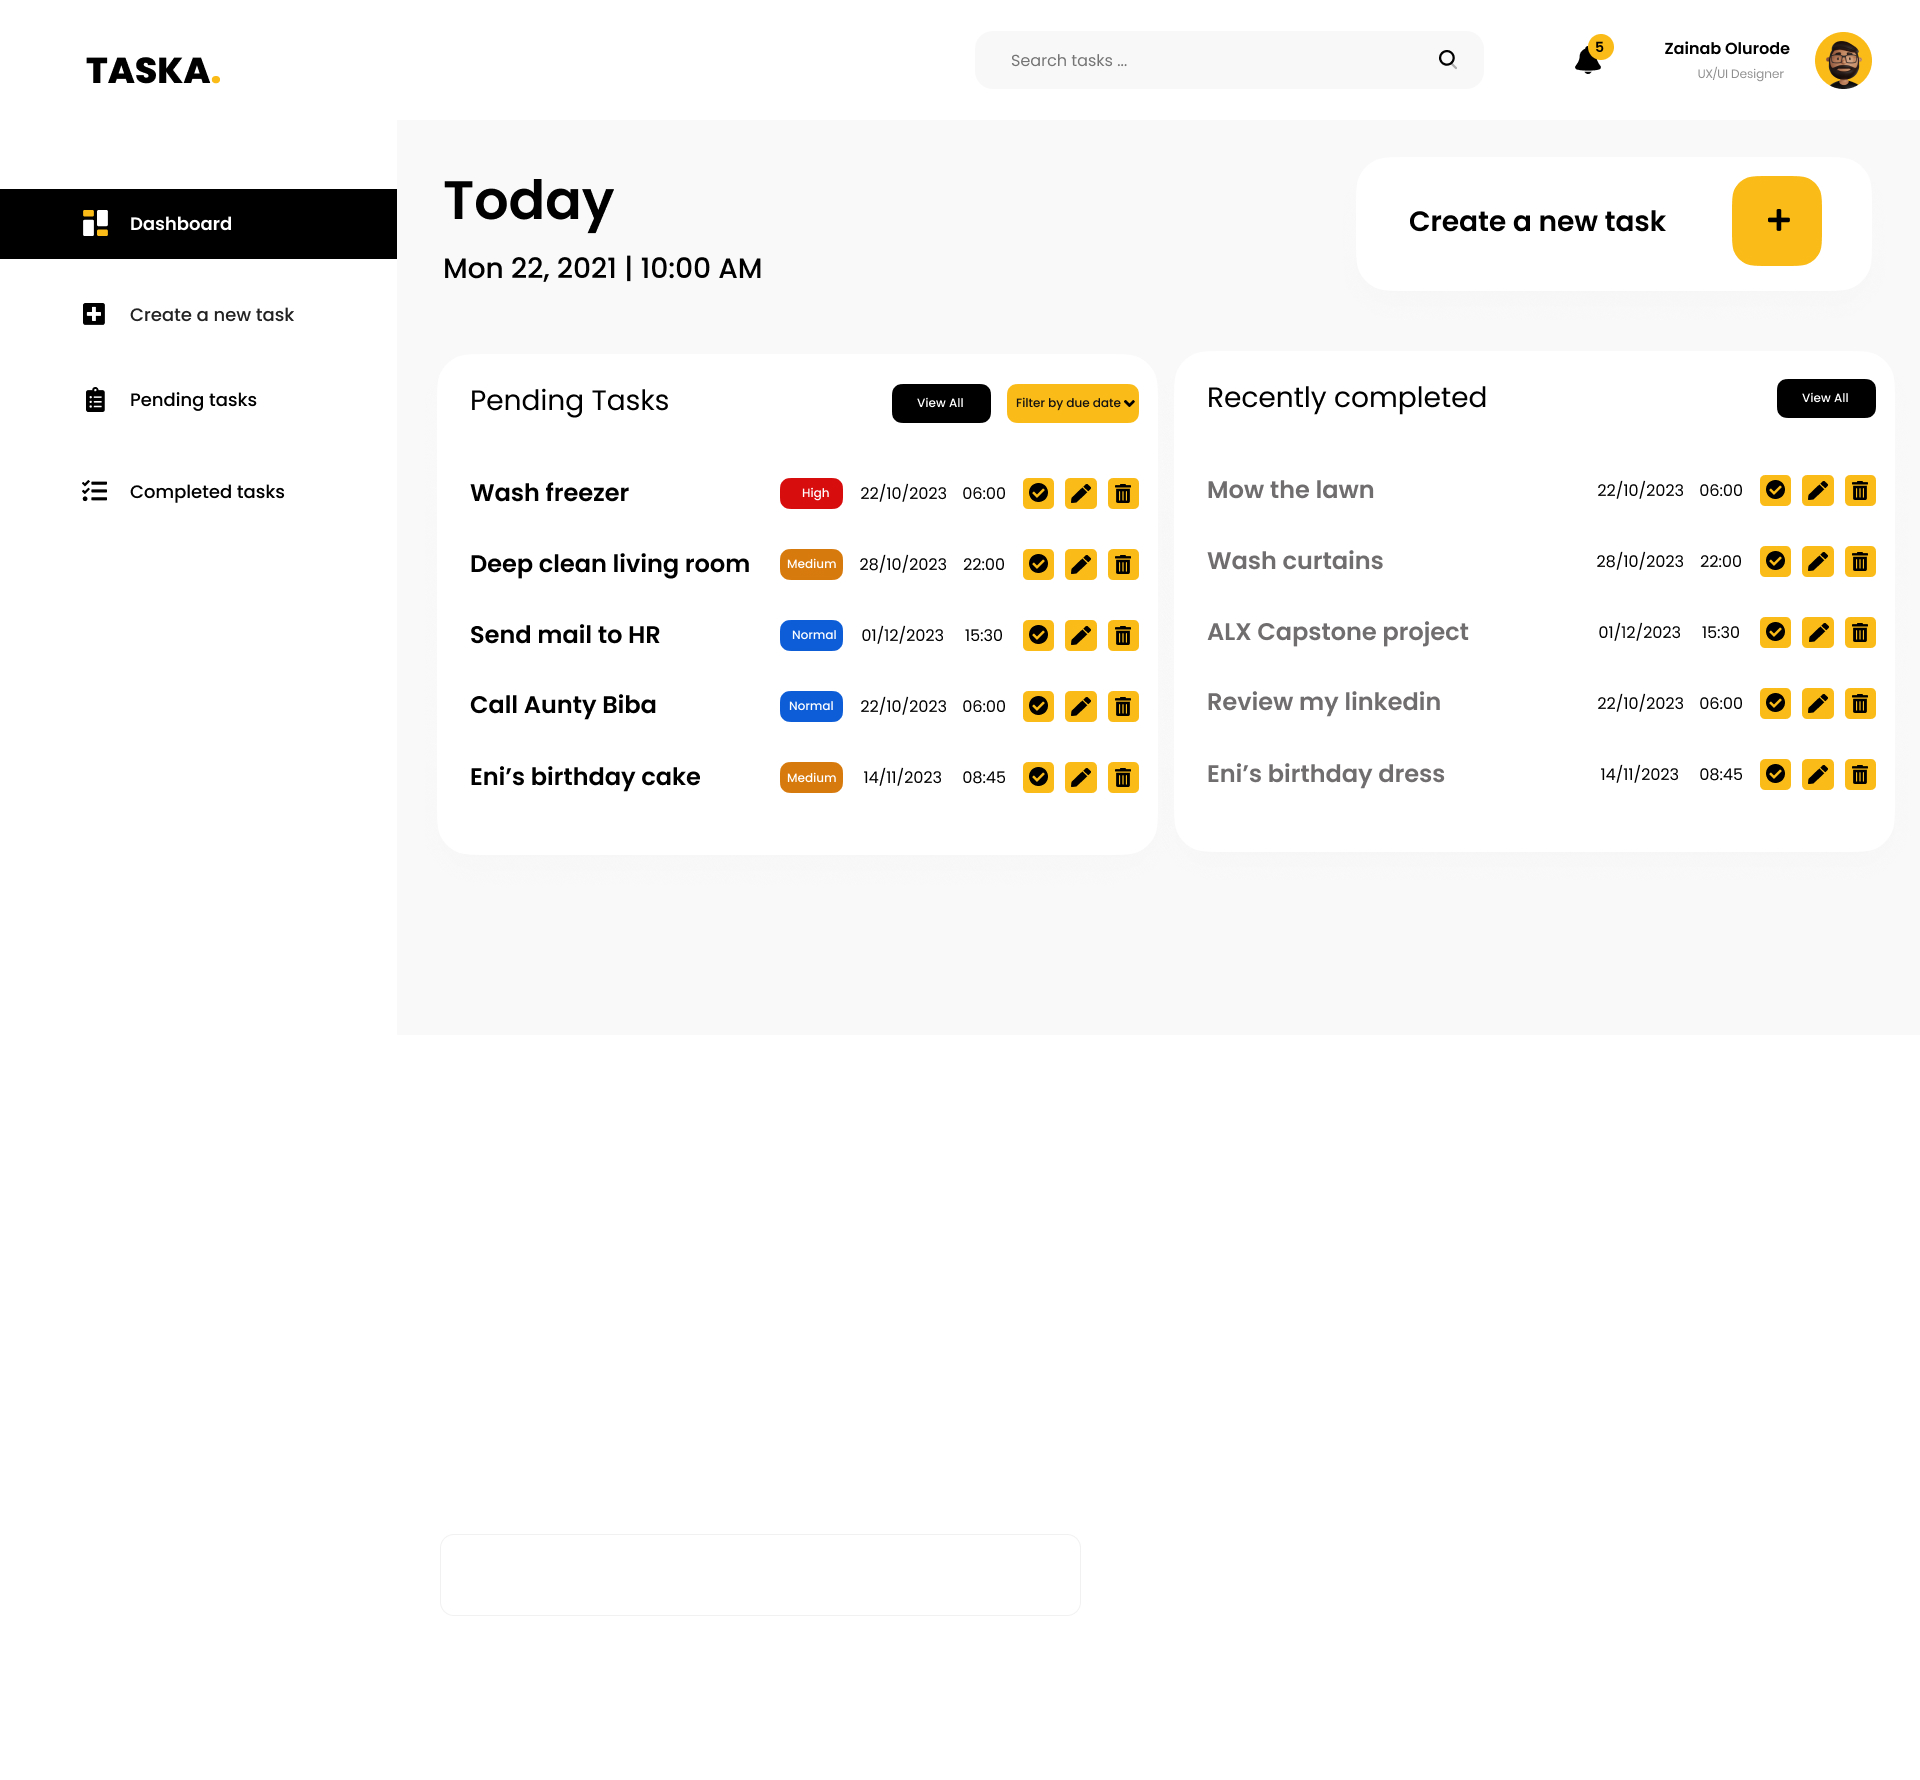 TASKA.
Search tasks ...
5
Zainab Olurode
UX/UI Designer
Dashboard
Create a new task
Pending tasks
Completed tasks
Today
Mon 22, 2021 | 10:00 AM
Create a new task
Pending Tasks
View All
Filter by due date
Wash freezer High 22/10/2023 06:00
Deep clean living room Medium 28/10/2023 22:00
Send mail to HR Normal 01/12/2023 15:30
Call Aunty Biba Normal 22/10/2023 06:00
Eni’s birthday cake Medium 14/11/2023 08:45
Recently completed
View All
Mow the lawn 22/10/2023 06:00
Wash curtains 28/10/2023 22:00
ALX Capstone project 01/12/2023 15:30
Review my linkedin 22/10/2023 06:00
Eni’s birthday dress 14/11/2023 08:45